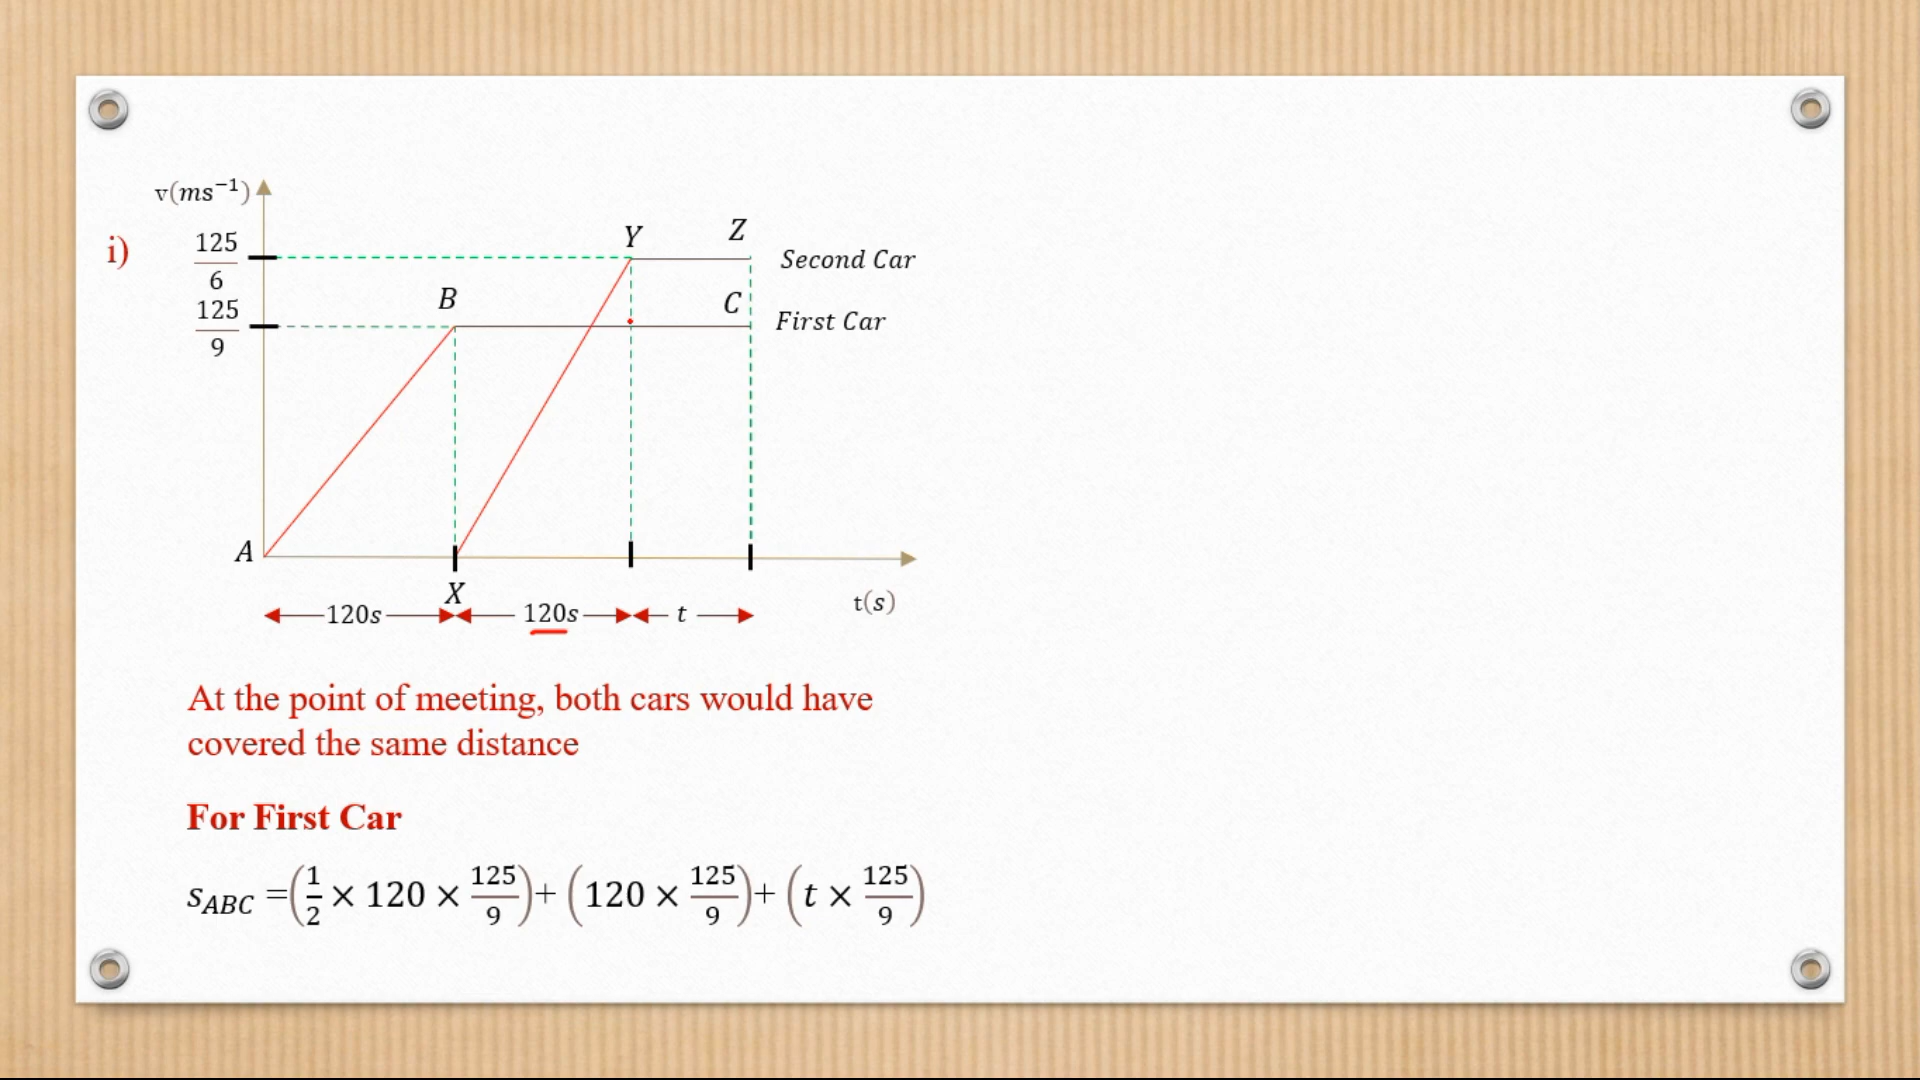 v(ms⁻¹)
i)
125/6
125/9
Y
Z
Second Car
B
C
First Car
A
X
t(s)
120s
120s
t
At the point of meeting, both cars would have
covered the same distance
For First Car
s_ABC =(1/2 × 120 × 125/9)+ (120 × 125/9)+ (t × 125/9)